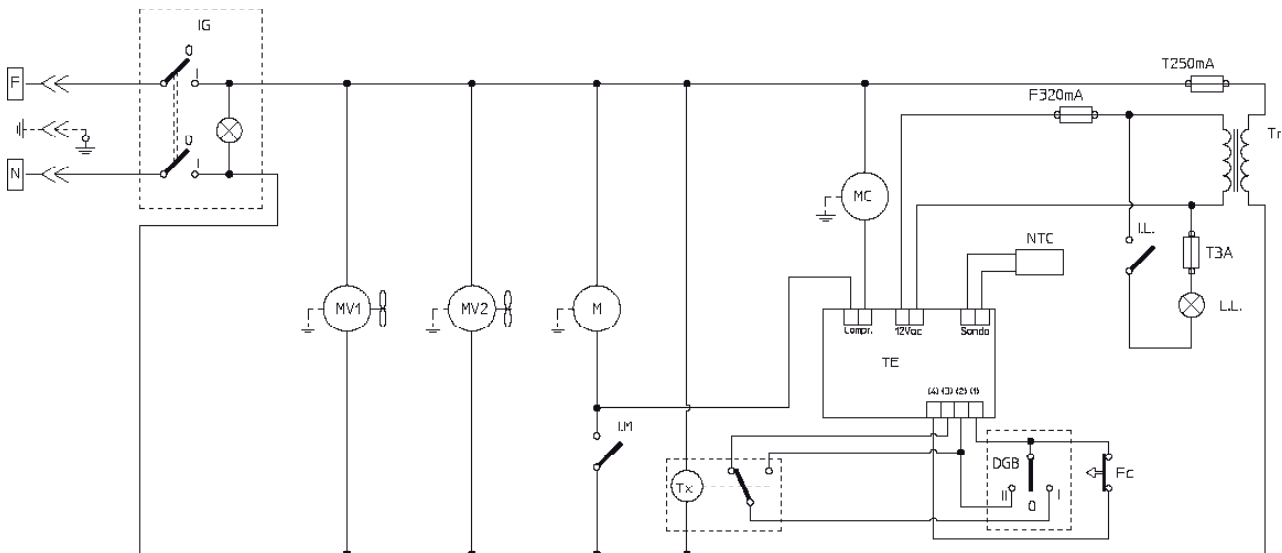 IG
0
F
I
T250mA
F320mA
0
Tr
N
I
MC
I.L.
NTC
T3A
MV1
MV2
M
L.L.
Compr.
12Vac
Sonda
TE
(4) (3) (2) (1)
I.M
DGB
Fc
Tx
II
I
0